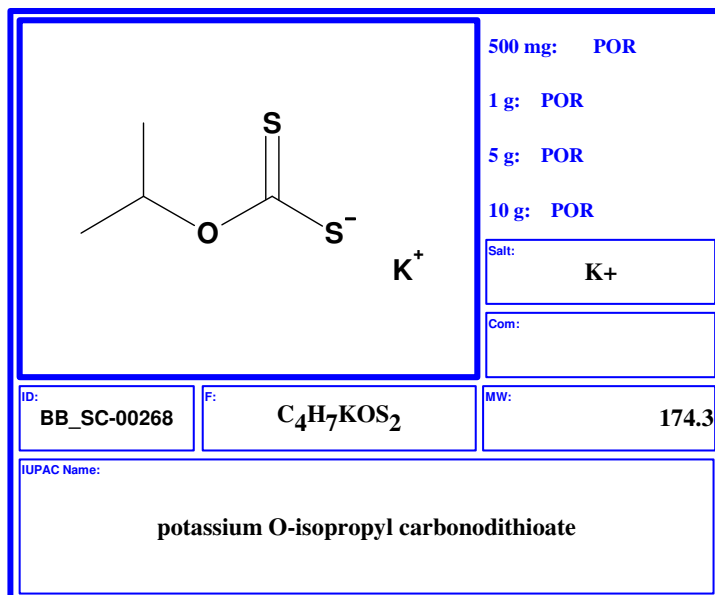 S
O
S−
K+
500 mg: POR
1 g: POR
5 g: POR
10 g: POR
Salt:
K+
Com:
ID:
BB_SC-00268
F:
C4H7KOS2
MW:
174.3
IUPAC Name:
potassium O-isopropyl carbonodithioate